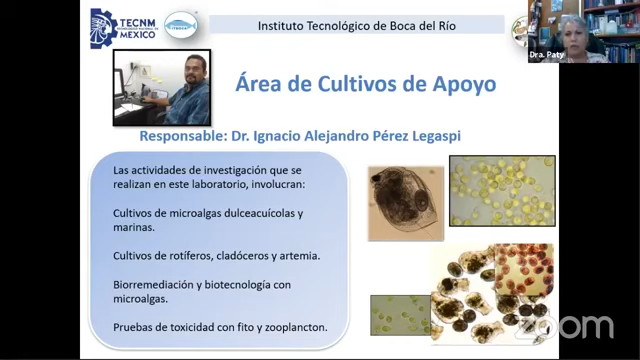 TECNM
MÉXICO
Instituto Tecnológico de Boca del Río
Dra. Paty
Área de Cultivos de Apoyo
Responsable: Dr. Ignacio Alejandro Pérez Legaspi
Las actividades de investigación que se
realizan en este laboratorio, involucran:
Cultivos de microalgas dulceacuícolas y
marinas.
Cultivos de rotíferos, cladóceros y artemia.
Biorremediación y biotecnología con
microalgas.
Pruebas de toxicidad con fito y zooplancton.
zoom